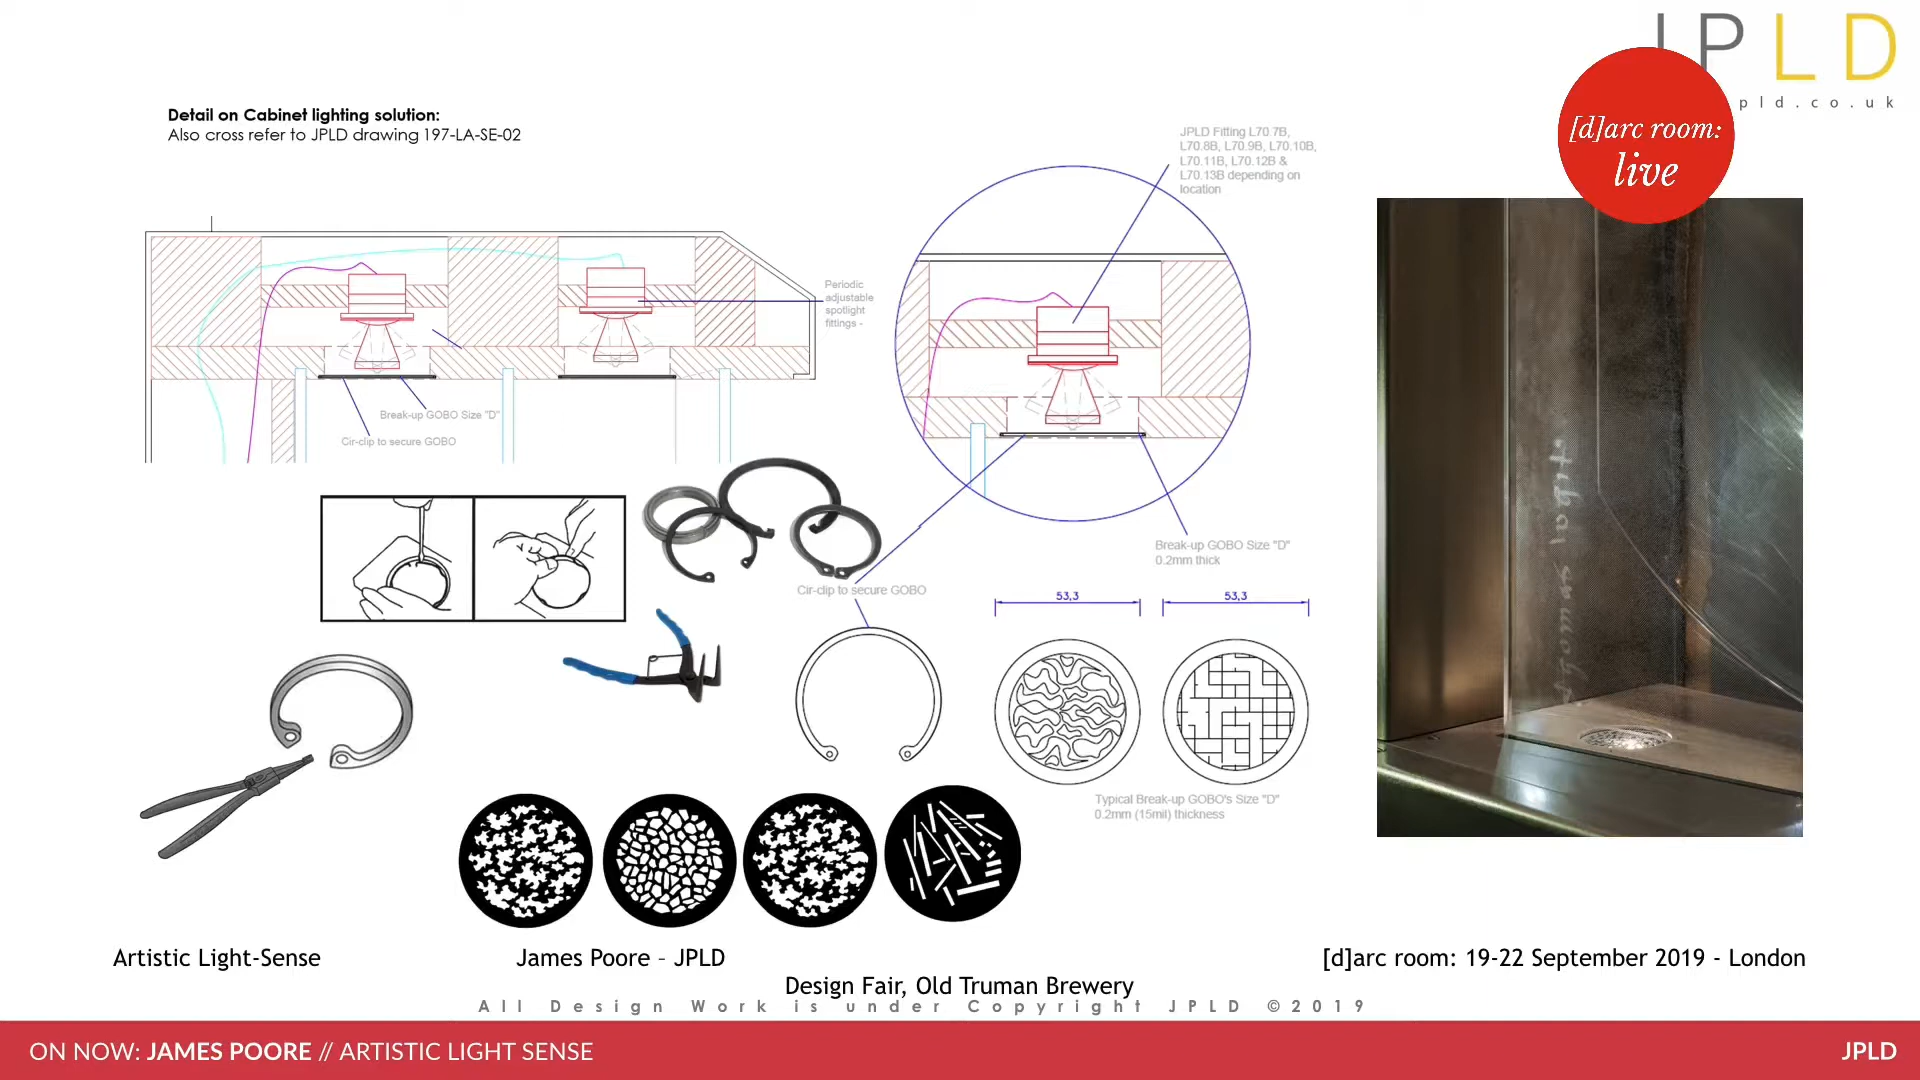 JPLD
jpld.co.uk
[d]arc room:
live
Detail on Cabinet lighting solution:
Also cross refer to JPLD drawing 197-LA-SE-02
JPLD Fitting L70.7B,
L70.8B, L70.9B, L70.10B,
L70.11B, L70.12B &
L70.13B depending on
location
Periodic
adjustable
spotlight
fittings -
Break-up GOBO Size "D"
Cir-clip to secure GOBO
Break-up GOBO Size "D"
0.2mm thick
Cir-clip to secure GOBO
53,3
53,3
Typical Break-up GOBO's Size "D"
0.2mm (15mil) thickness
Artistic Light-Sense
James Poore - JPLD
[d]arc room: 19-22 September 2019 - London
Design Fair, Old Truman Brewery
All Design Work is under Copyright JPLD ©2019
ON NOW: JAMES POORE // ARTISTIC LIGHT SENSE
JPLD